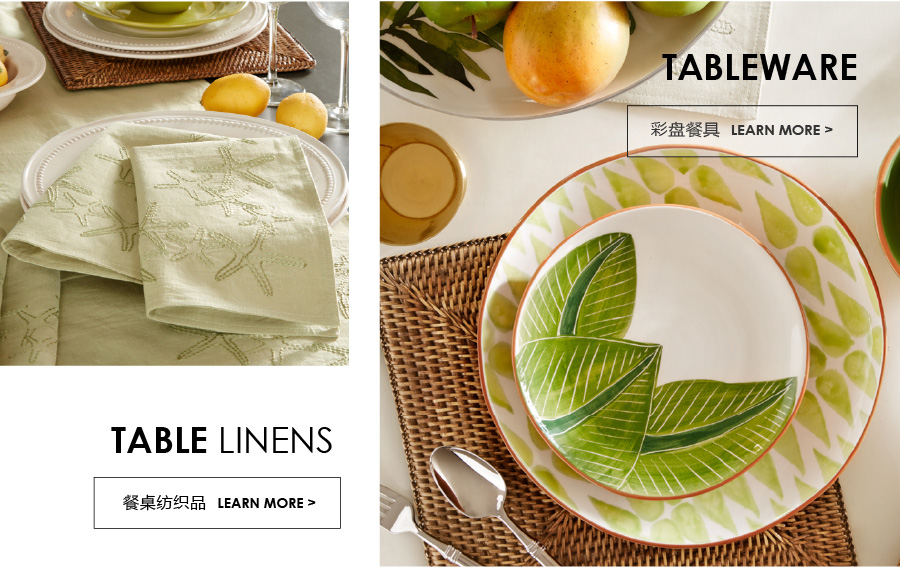 TABLEWARE
彩盘餐具 LEARN MORE >
TABLE LINENS
餐桌纺织品 LEARN MORE >